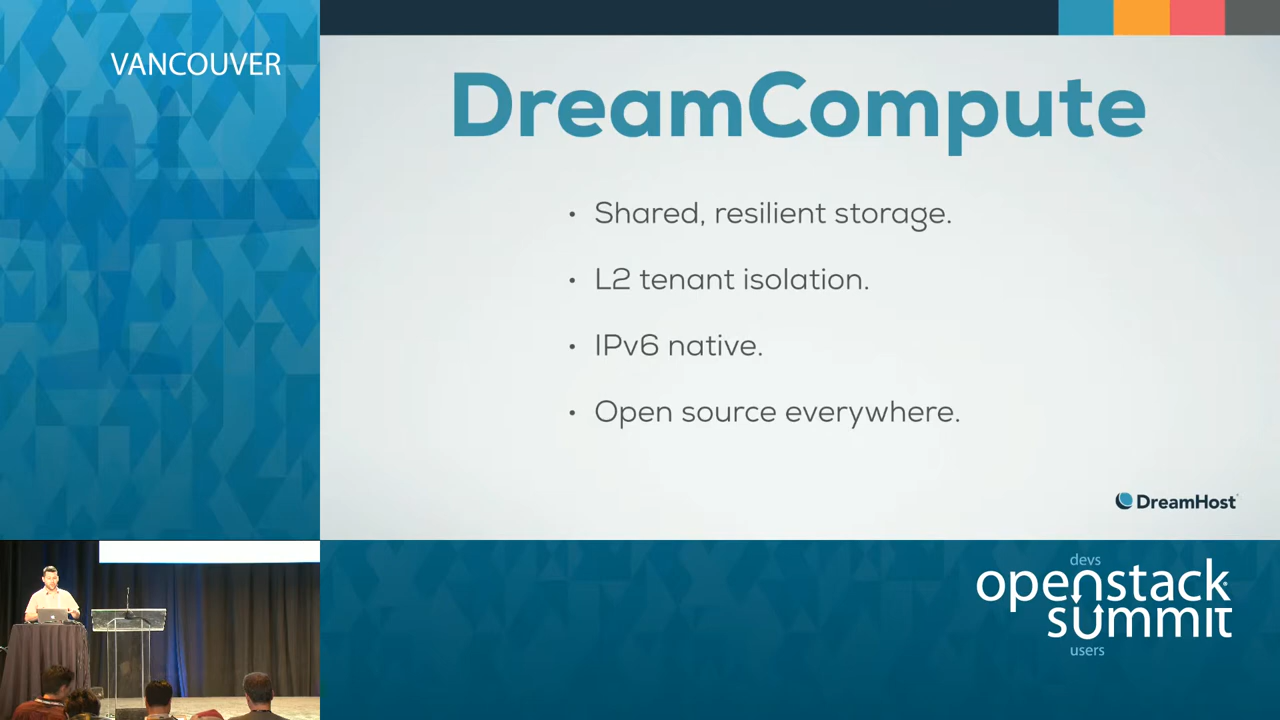 VANCOUVER
DreamCompute
• Shared, resilient storage.
• L2 tenant isolation.
• IPv6 native.
• Open source everywhere.
DreamHost
devs
openstack
summit
users